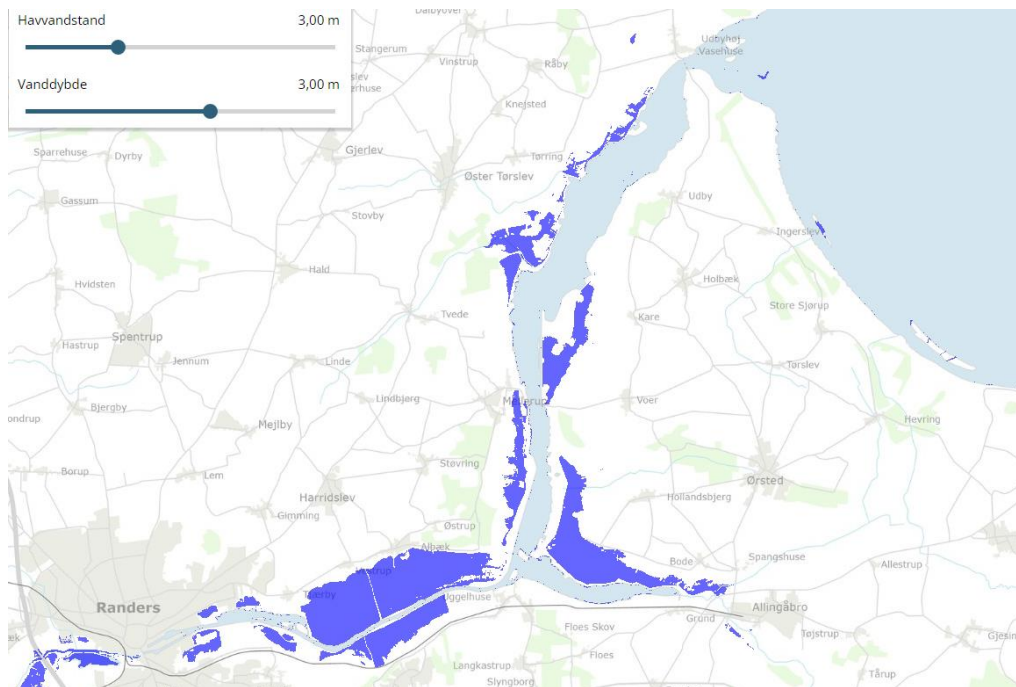 Havvandstand 3,00 m
Vanddybde 3,00 m
Dalbyover
Stangerum
Vinstrup
Råby
Udbyhøj
Vasehuse
Knejsted
Sparrehuse
Dyrby
Gjerlev
Tørring
Øster Tørslev
Gassum
Stovby
Udby
Ingerslev
Hald
Hvidsten
Holbæk
Store Sjørup
Tvede
Kare
Spentrup
Hastrup
Jennum
Linde
Tørslev
Lindbjerg
Mellerup
Voer
Bjergby
Mejlby
Hevring
Borup
Lem
Støvring
Ørsted
Harridslev
Hollandsbjerg
Gimming
Østrup
Albæk
Bode
Spangshuse
Allestrup
Tjærby
Randers
Uggelhuse
Allingåbro
Grund
Floes Skov
Tøjstrup
Floes
Langkastrup
Tårup
Slyngborg